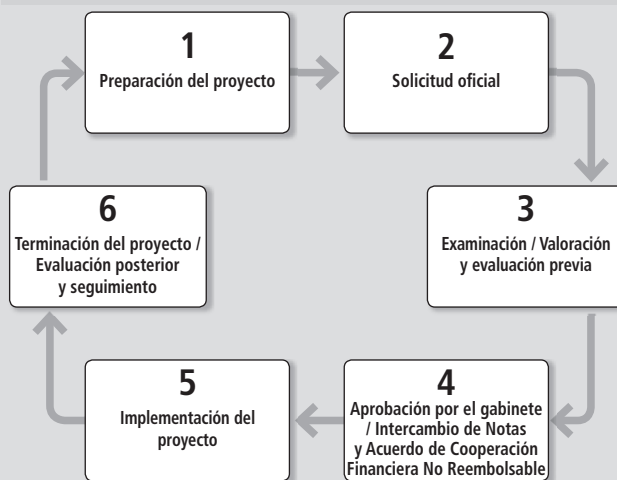 1
Preparación del proyecto
2
Solicitud oficial
3
Examinación / Valoración
y evaluación previa
4
Aprobación por el gabinete
/ Intercambio de Notas
y Acuerdo de Cooperación
Financiera No Reembolsable
5
Implementación del
proyecto
6
Terminación del proyecto /
Evaluación posterior
y seguimiento